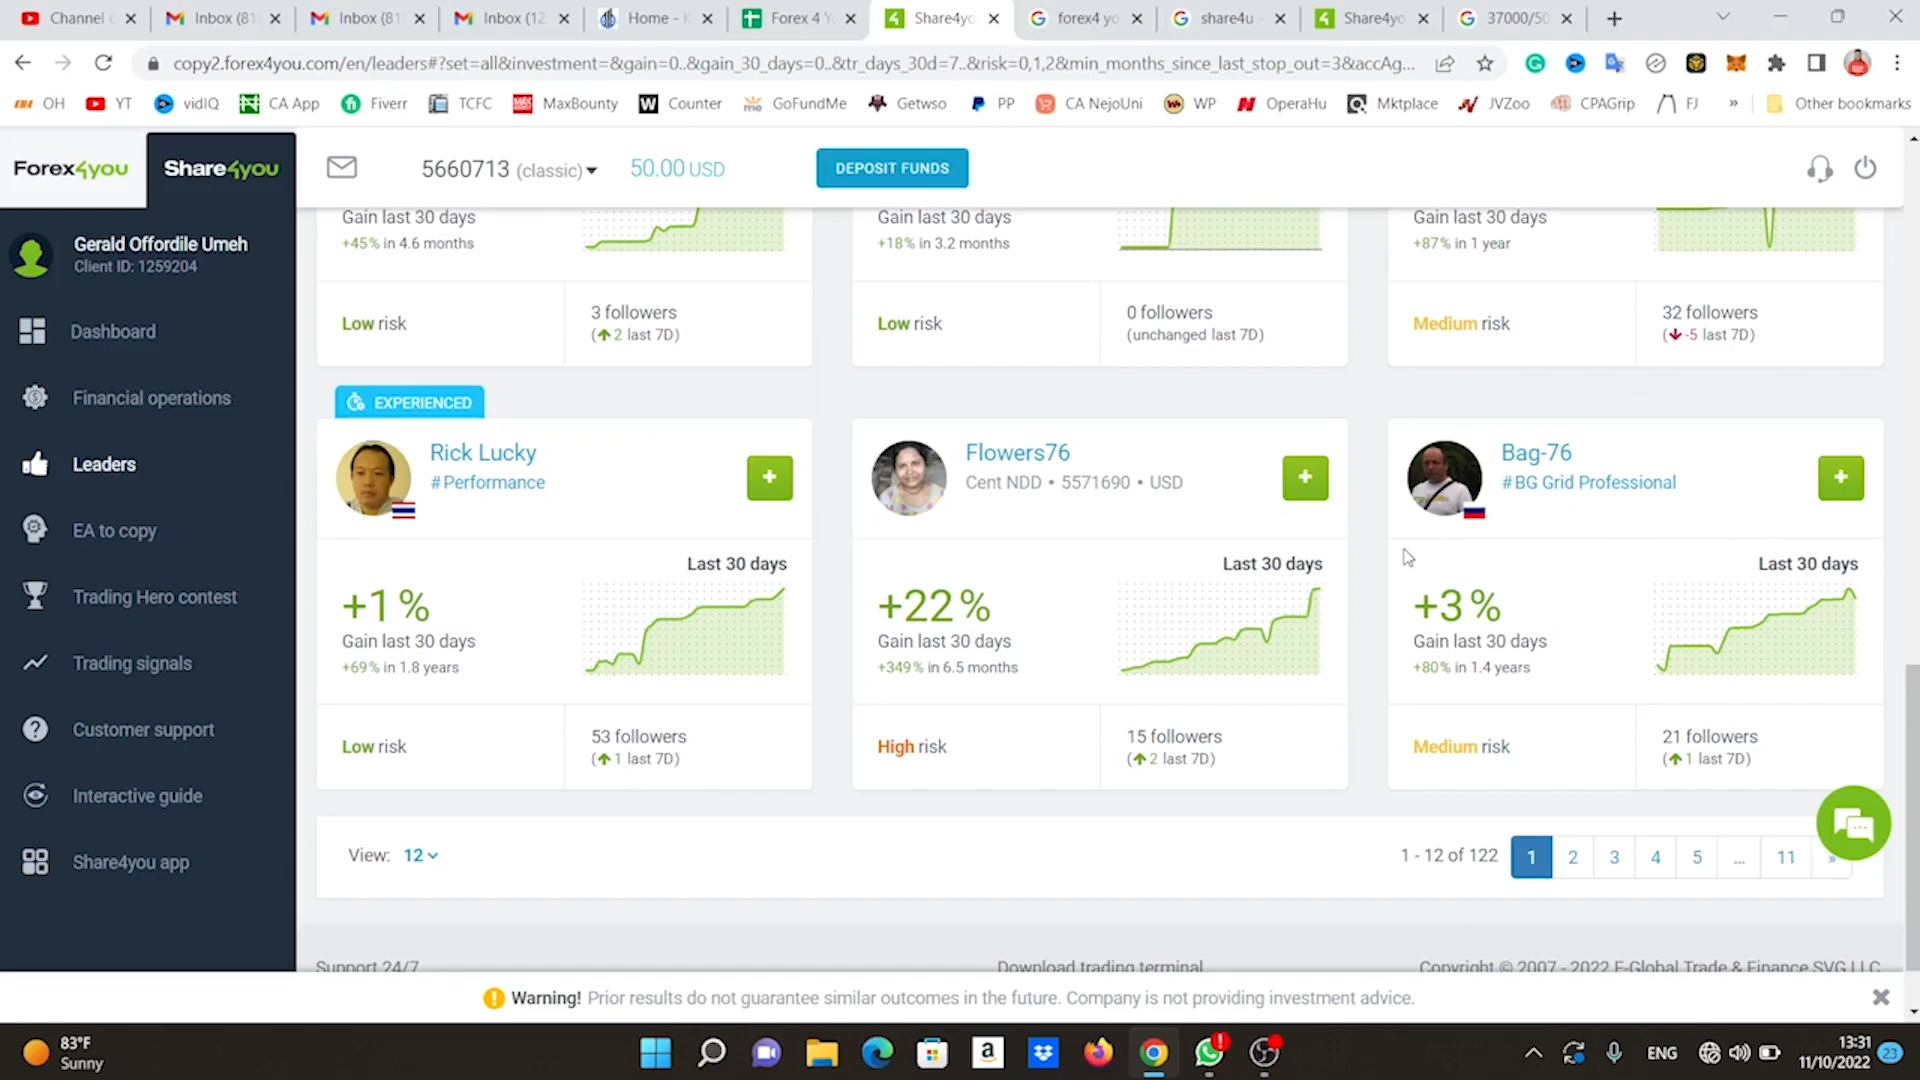 Channel
Inbox (81
Inbox (81
Inbox (12
Home - K
Forex 4 Y
Share4yo
forex4 yo
share4u -
Share4yo
37000/50
copy2.forex4you.com/en/leaders#?set=all&investment=&gain=0..&gain_30_days=0..&tr_days_30d=7..&risk=0,1,2&min_months_since_last_stop_out=3&accAg...
OH
YT
vidIQ
CA App
Fiverr
TCFC
MaxBounty
Counter
GoFundMe
Getwso
PP
CA NejoUni
WP
OperaHu
Mktplace
JVZoo
CPAGrip
FJ
»
Other bookmarks
Forex4you
Share4you
5660713 (classic)
50.00 USD
DEPOSIT FUNDS
Gerald Offordile Umeh
Client ID: 1259204
Dashboard
Financial operations
Leaders
EA to copy
Trading Hero contest
Trading signals
Customer support
Interactive guide
Share4you app
Gain last 30 days
+45% in 4.6 months
Low risk
3 followers
(2 last 7D)
Gain last 30 days
+18% in 3.2 months
Low risk
0 followers
(unchanged last 7D)
Gain last 30 days
+87% in 1 year
Medium risk
32 followers
(-5 last 7D)
EXPERIENCED
Rick Lucky
#Performance
+
Last 30 days
+1%
Gain last 30 days
+69% in 1.8 years
Low risk
53 followers
(1 last 7D)
Flowers76
Cent NDD • 5571690 • USD
+
Last 30 days
+22%
Gain last 30 days
+349% in 6.5 months
High risk
15 followers
(2 last 7D)
Bag-76
#BG Grid Professional
+
Last 30 days
+3%
Gain last 30 days
+80% in 1.4 years
Medium risk
21 followers
(1 last 7D)
View: 12
1 - 12 of 122
1 2 3 4 5 ... 11 »
Support 24/7
Download trading terminal
Copyright © 2007 - 2022 E-Global Trade & Finance SVG LLC
Warning! Prior results do not guarantee similar outcomes in the future. Company is not providing investment advice.
83°F
Sunny
ENG
13:31
11/10/2022
23